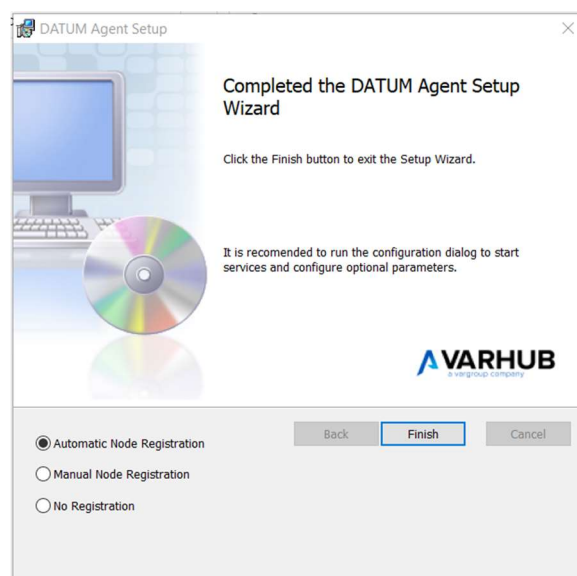 DATUM Agent Setup
Completed the DATUM Agent Setup
Wizard
Click the Finish button to exit the Setup Wizard.
It is recomended to run the configuration dialog to start
services and configure optional parameters.
VARHUB
a vargroup company
Back Finish Cancel
Automatic Node Registration
Manual Node Registration
No Registration